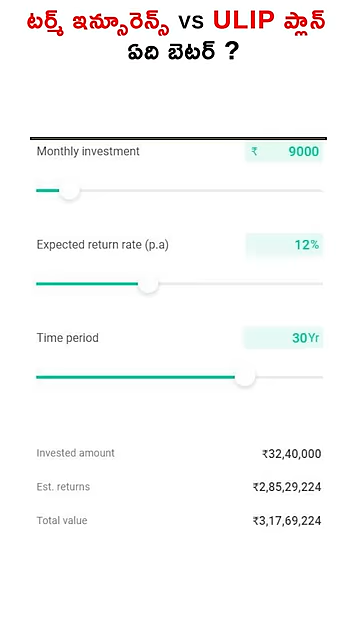 టర్మ్ ఇన్సూరెన్స్ vs ULIP ప్లాన్
ఏది బెటర్ ?
Monthly investment ₹ 9000
Expected return rate (p.a) 12%
Time period 30Yr
Invested amount ₹32,40,000
Est. returns ₹2,85,29,224
Total value ₹3,17,69,224